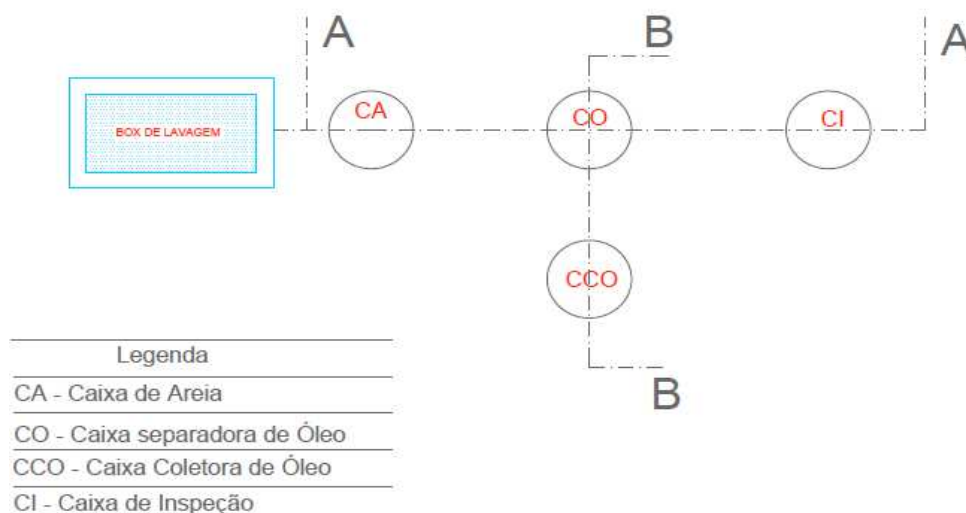 A
B
A
BOX DE LAVAGEM
CA
CO
CI
CCO
B
Legenda
CA - Caixa de Areia
CO - Caixa separadora de Óleo
CCO - Caixa Coletora de Óleo
CI - Caixa de Inspeção